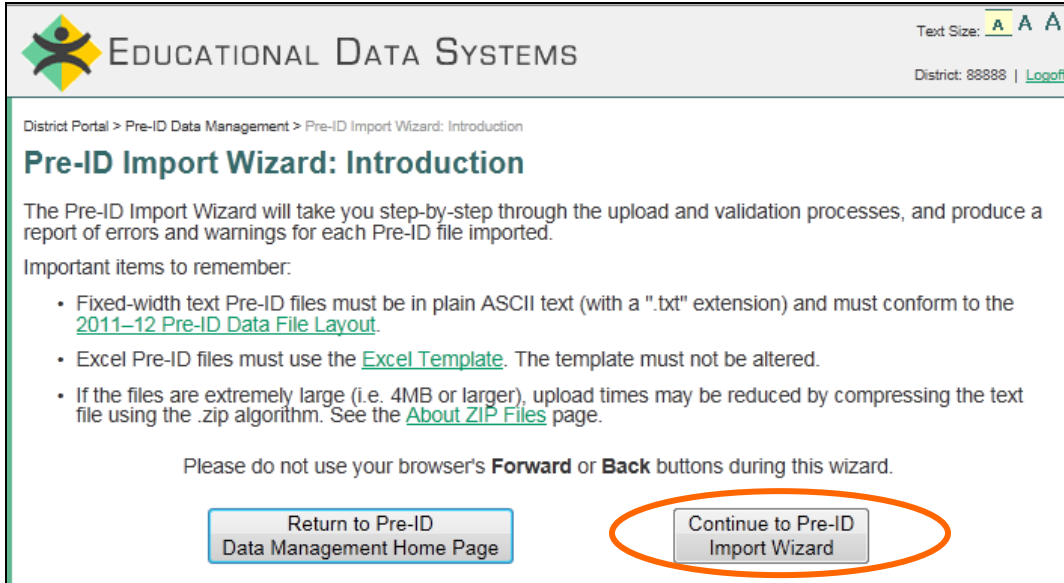 Text Size: A A A
EDUCATIONAL DATA SYSTEMS
District: 88888 | Logoff
District Portal > Pre-ID Data Management > Pre-ID Import Wizard: Introduction
Pre-ID Import Wizard: Introduction
The Pre-ID Import Wizard will take you step-by-step through the upload and validation processes, and produce a
report of errors and warnings for each Pre-ID file imported.
Important items to remember:
• Fixed-width text Pre-ID files must be in plain ASCII text (with a ".txt" extension) and must conform to the
2011–12 Pre-ID Data File Layout.
• Excel Pre-ID files must use the Excel Template. The template must not be altered.
• If the files are extremely large (i.e. 4MB or larger), upload times may be reduced by compressing the text
file using the .zip algorithm. See the About ZIP Files page.
Please do not use your browser's Forward or Back buttons during this wizard.
Return to Pre-ID
Data Management Home Page
Continue to Pre-ID
Import Wizard